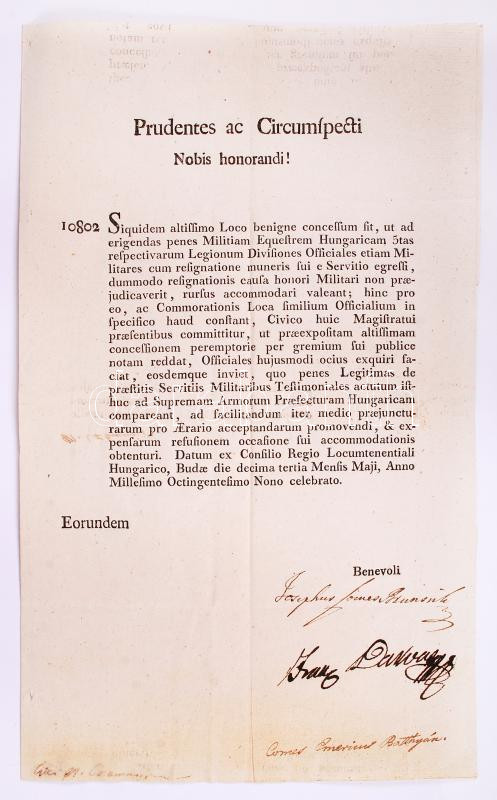 Prudentes ac Circumſpecti
Nobis honorandi!
10802 Siquidem altiſſimo Loco benigne conceſſum ſit, ut ad
erigendas penes Militiam Equeſtrem Hungaricam 5tas
reſpectivarum Legionum Diviſiones Officiales etiam Mi-
litares cum reſignatione muneris ſui e Servitio egreſſi,
dummodo reſignationis cauſa honori Militari non præ-
judicaverit, rurſus accommodari valeant; hinc pro
eo, ac Commorationis Loca ſimilium Officialium in
ſpecifico haud conſtant, Civico huic Magiſtratui
præſentibus committitur, ut præexpoſitam altiſſimam
conceſſionem peremptorie per gremium ſui publice
notam reddat, Officiales hujusmodi ocius exquiri fa-
ciat, eosdemque inviet, quo penes Legitimas de
præſtitis Servitiis Militaribus Teſtimoniales actutum iſt-
huc ad Supremam Armorum Præfecturam Hungaricam
compareant, ad facilitandum iter medio præjunctu-
rarum pro Ærario acceptandarum promovendi, & ex-
penſarum refuſionem occaſione ſui accommodationis
obtenturi. Datum ex Conſilio Regio Locumtenentiali
Hungarico, Budæ die decima tertia Menſis Maji, Anno
Milleſimo Octingenteſimo Nono celebrato.
Eorundem
Benevoli
Josephus Comes Brunsvik
Franz Darvas
Comes Emericus Batthyán.